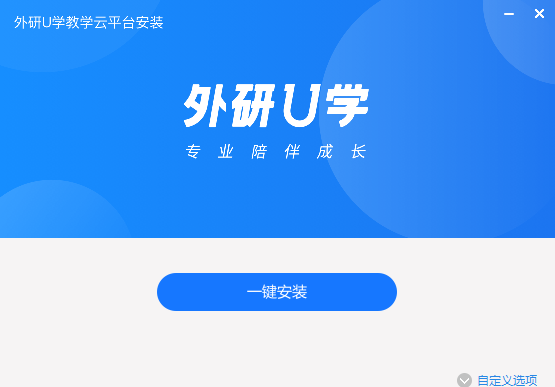 外研U学教学云平台安装
外研U学
专业陪伴成长
一键安装
自定义选项